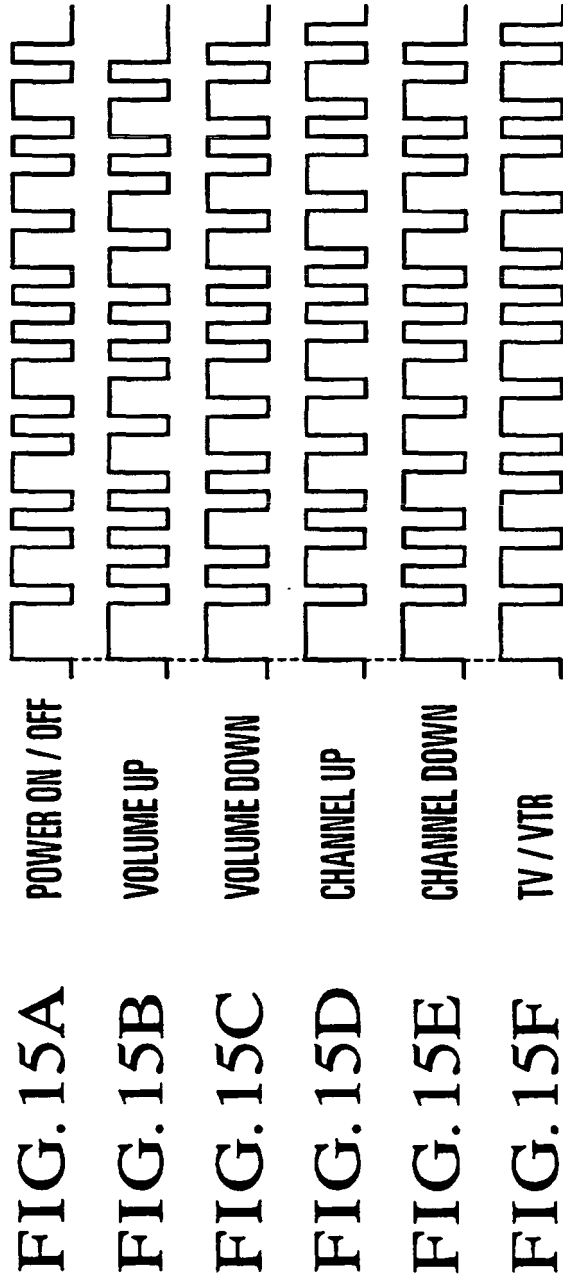 FIG. 15A POWER ON / OFF
FIG. 15B VOLUME UP
FIG. 15C VOLUME DOWN
FIG. 15D CHANNEL UP
FIG. 15E CHANNEL DOWN
FIG. 15F TV / VTR